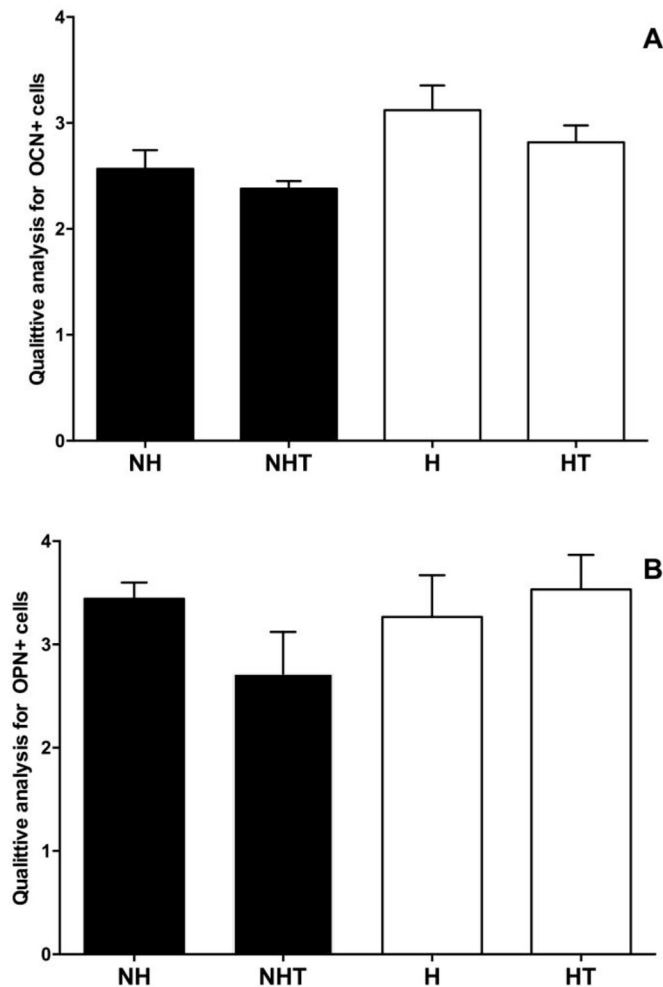 A
Qualittive analysis for OCN+ cells
4
3
2
1
0
NH NHT H HT
B
Qualittive analysis for OPN+ cells
4
3
2
1
0
NH NHT H HT